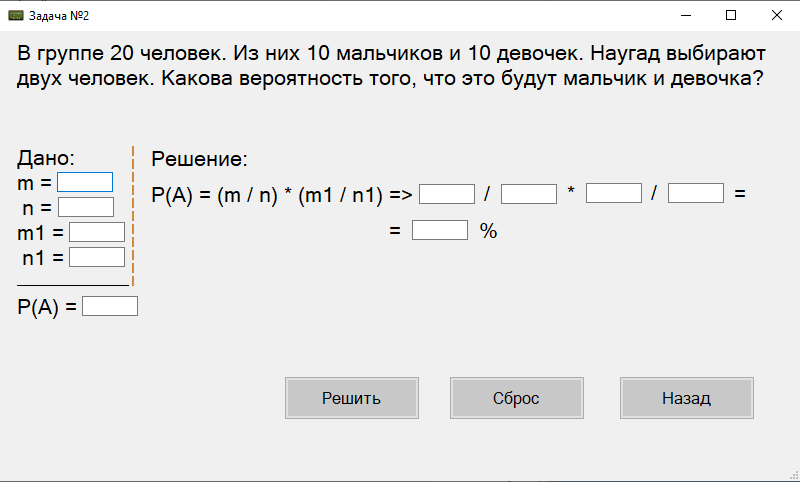 Задача №2
В группе 20 человек. Из них 10 мальчиков и 10 девочек. Наугад выбирают
двух человек. Какова вероятность того, что это будут мальчик и девочка?
Дано:
Решение:
m =
P(A) = (m / n) * (m1 / n1) => / * / =
n =
m1 =
= %
n1 =
P(A) =
Решить Сброс Назад